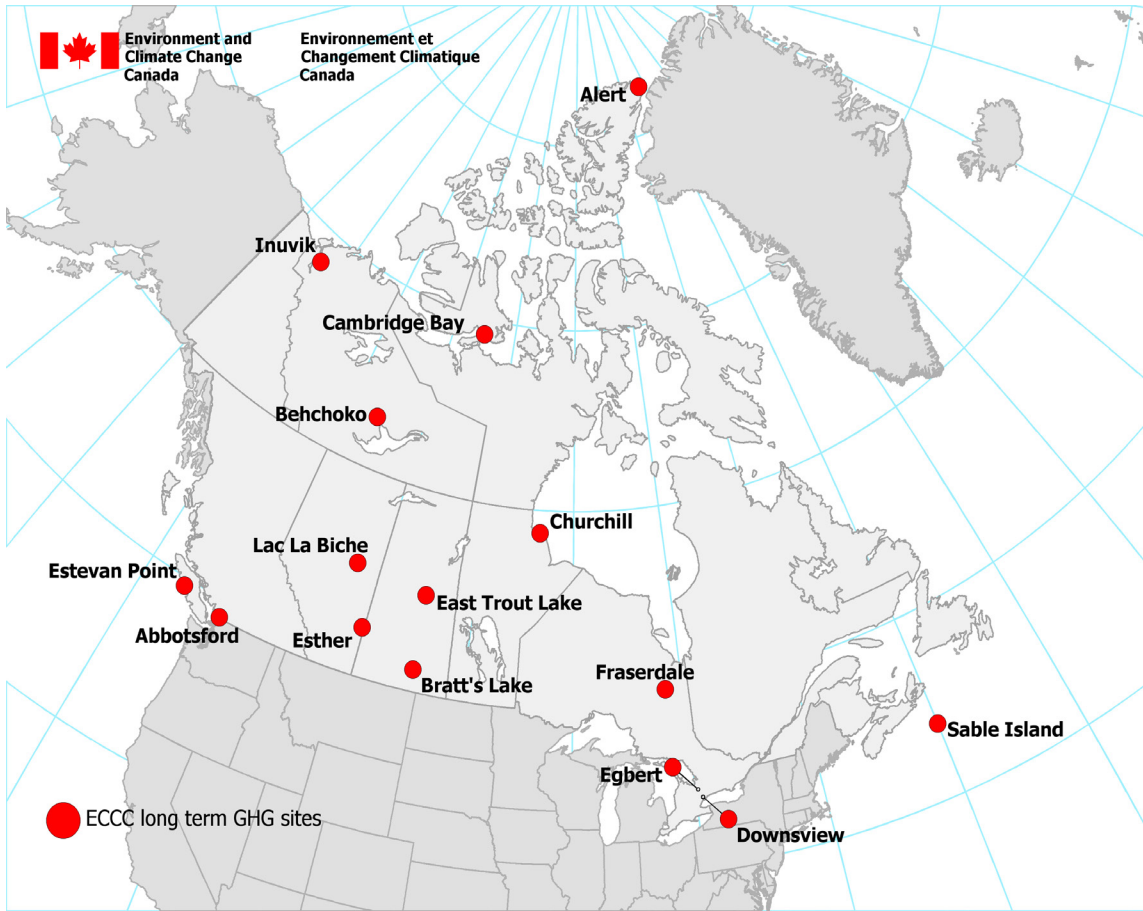 Environment and
Climate Change
Canada
Environnement et
Changement Climatique
Canada
Alert
Inuvik
Cambridge Bay
Behchoko
Churchill
Lac La Biche
Estevan Point
East Trout Lake
Abbotsford
Esther
Fraserdale
Bratt's Lake
Sable Island
Egbert
ECCC long term GHG sites
Downsview